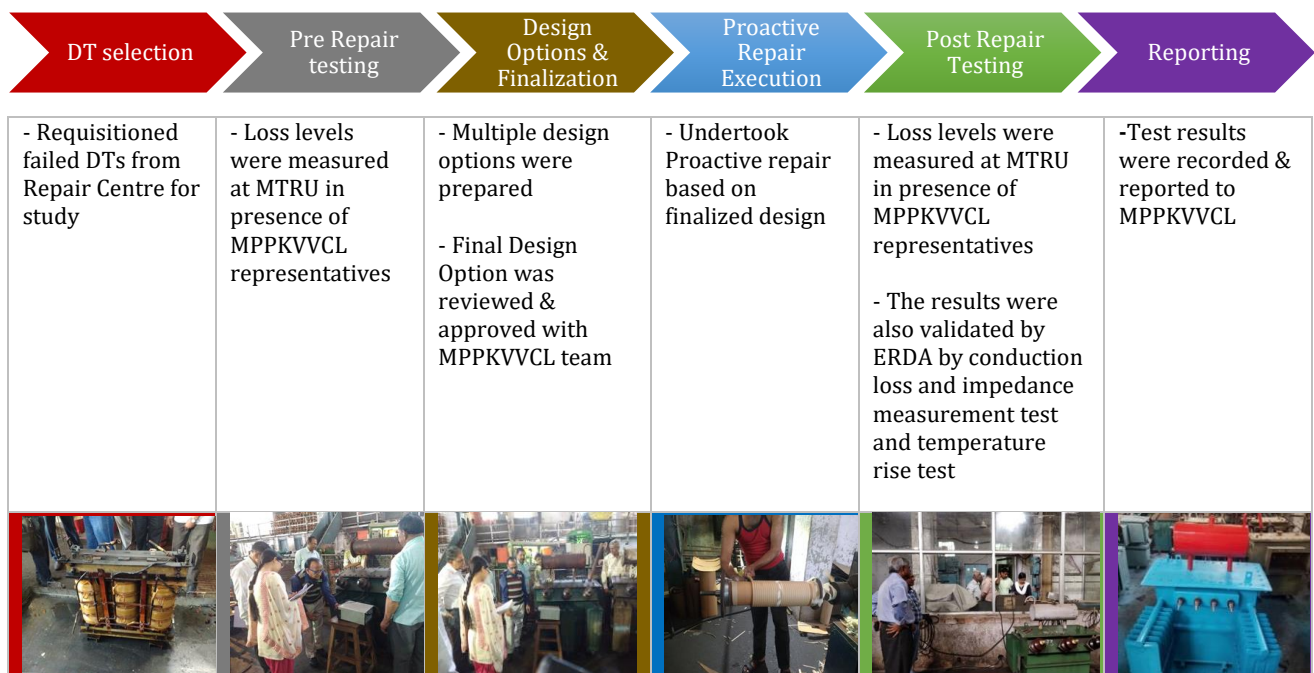 DT selection
Pre Repair
testing
Design
Options &
Finalization
Proactive
Repair
Execution
Post Repair
Testing
Reporting
- Requisitioned
failed DTs from
Repair Centre for
study
- Loss levels
were measured
at MTRU in
presence of
MPPKVVCL
representatives
- Multiple design
options were
prepared
- Final Design
Option was
reviewed &
approved with
MPPKVVCL team
- Undertook
Proactive repair
based on
finalized design
- Loss levels were
measured at MTRU
in presence of
MPPKVVCL
representatives
- The results were
also validated by
ERDA by conduction
loss and impedance
measurement test
and temperature
rise test
-Test results
were recorded &
reported to
MPPKVVCL